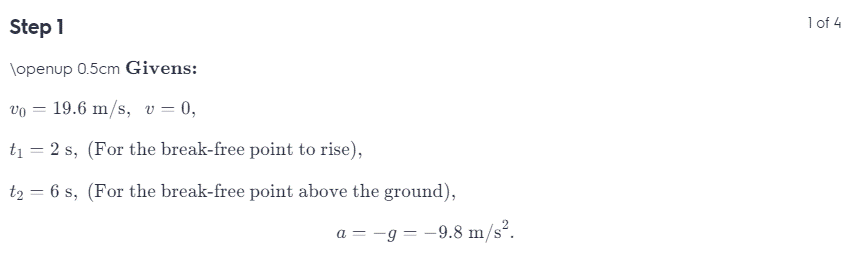 Step 1
1 of 4
\openup 0.5cm Givens:
v₀ = 19.6 m/s, v = 0,
t₁ = 2 s, (For the break-free point to rise),
t₂ = 6 s, (For the break-free point above the ground),
a = −g = −9.8 m/s².